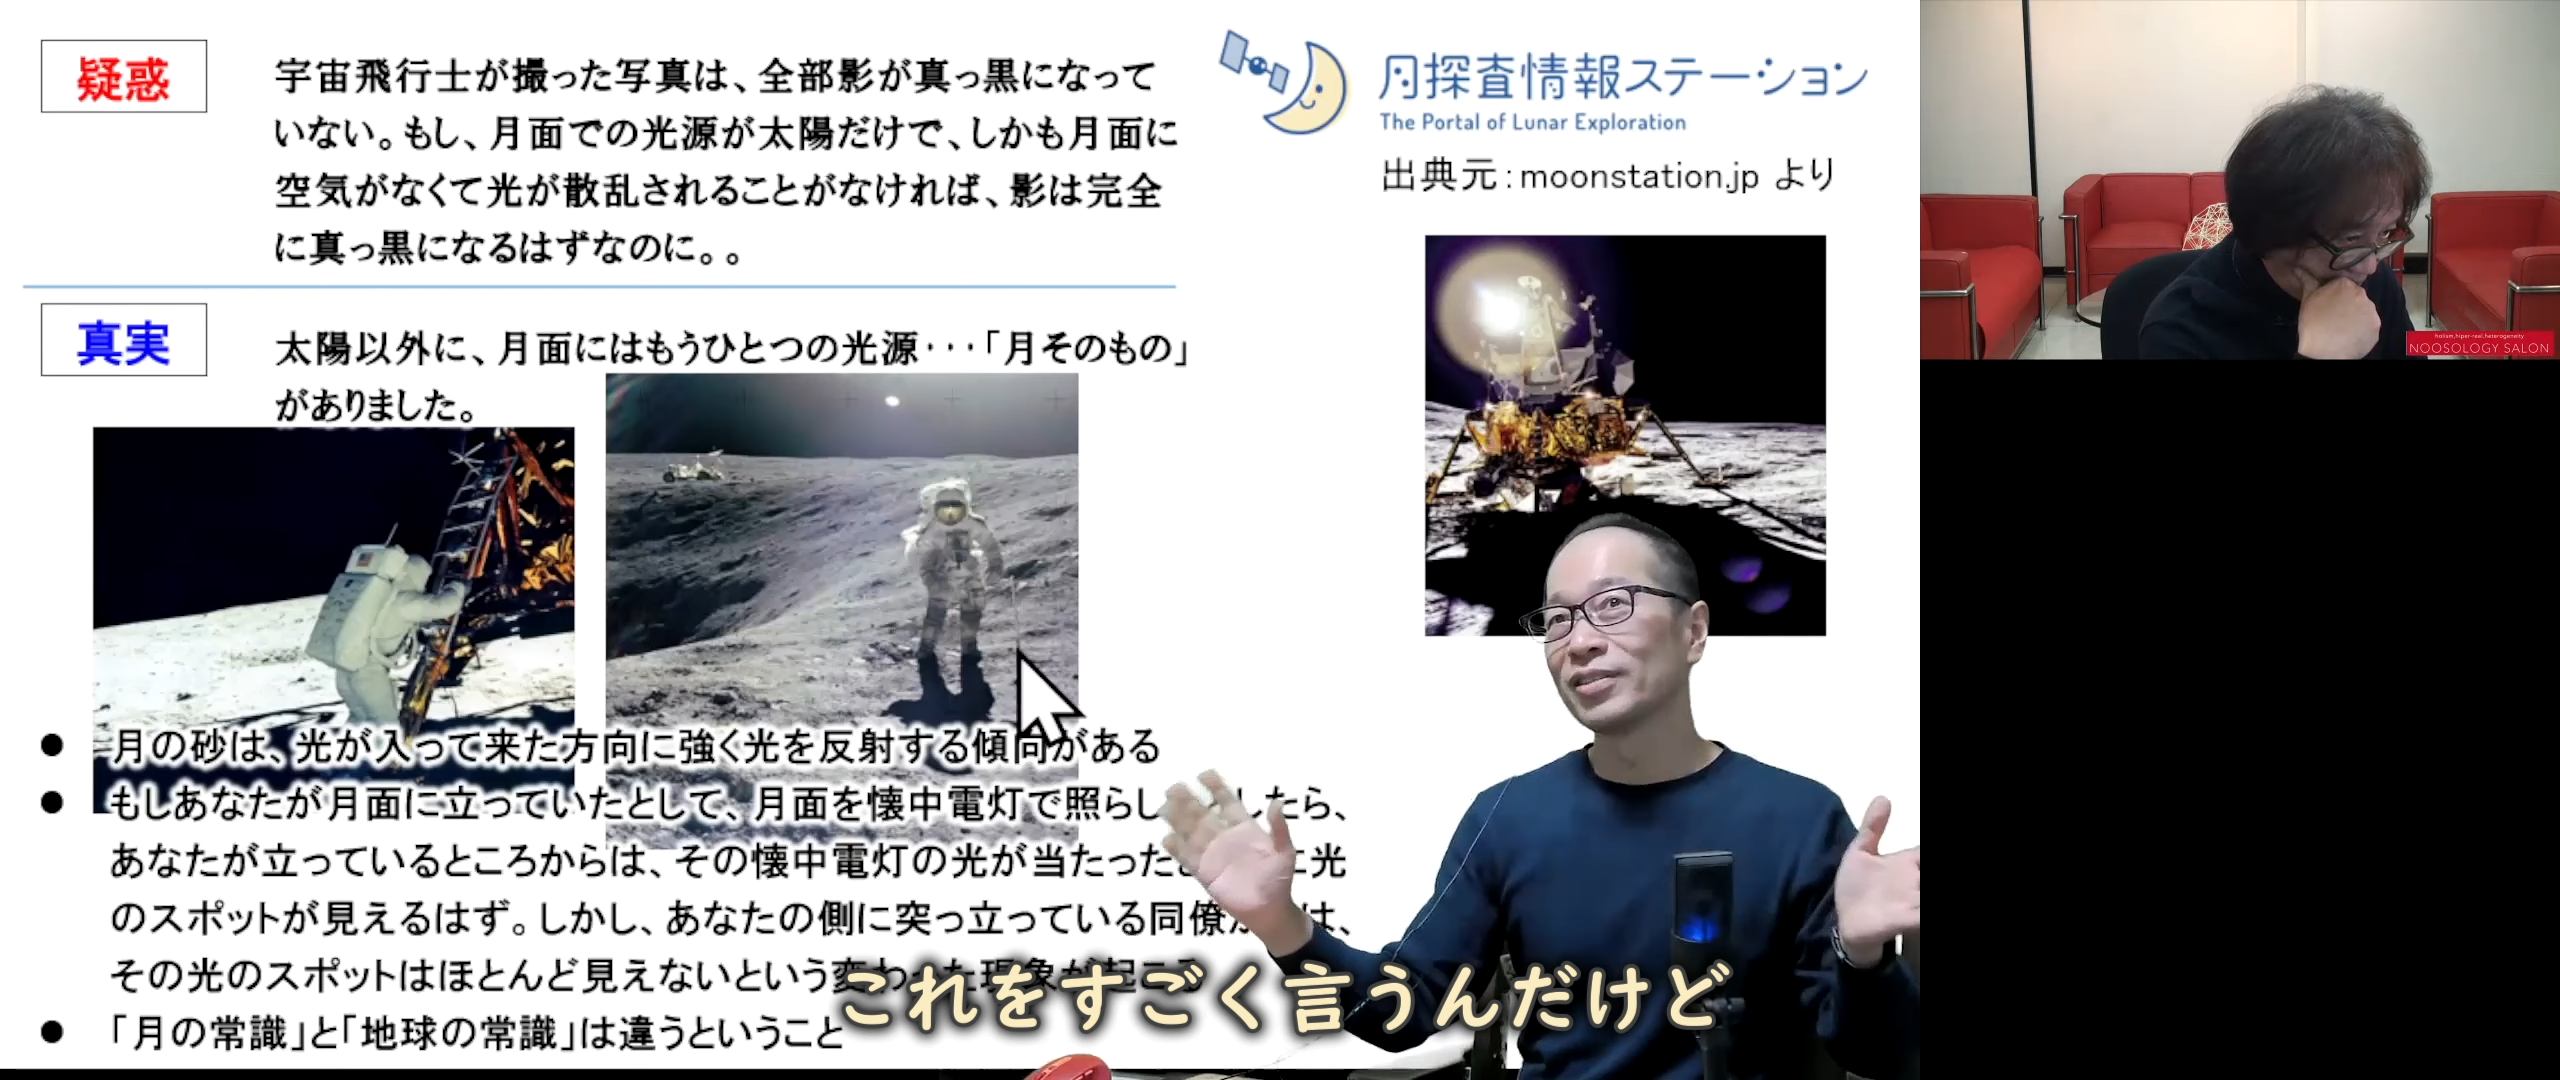 疑惑
宇宙飛行士が撮った写真は、全部影が真っ黒になって
いない。もし、月面での光源が太陽だけで、しかも月面に
空気がなくて光が散乱されることがなければ、影は完全
に真っ黒になるはずなのに。。
月探査情報ステーション
The Portal of Lunar Exploration
出典元：moonstation.jp より
真実
太陽以外に、月面にはもうひとつの光源・・・「月そのもの」
がありました。
● 月の砂は、光が入って来た方向に強く光を反射する傾向がある
● もしあなたが月面に立っていたとして、月面を懐中電灯で照らし したら、
あなたが立っているところからは、その懐中電灯の光が当たった 光
のスポットが見えるはず。しかし、あなたの側に突っ立っている同僚 は、
その光のスポットはほとんど見えないという変わった現象が起こる
● 「月の常識」と「地球の常識」は違うということ
これをすごく言うんだけど
holism,hiper-real,heterogeneity
NOOSOLOGY SALON